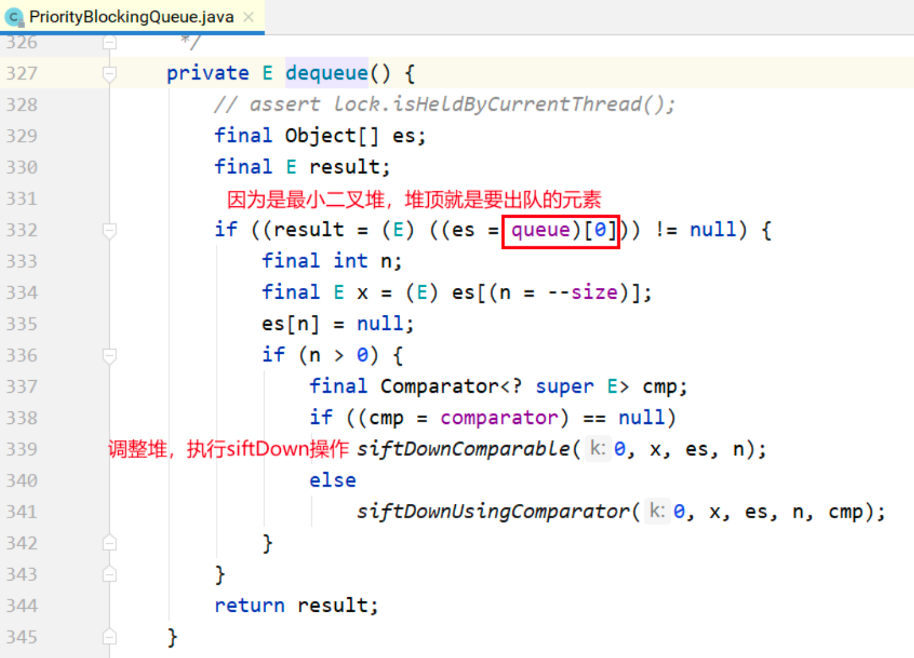 PriorityBlockingQueue.java
326 */
327 private E dequeue() {
328 // assert lock.isHeldByCurrentThread();
329 final Object[] es;
330 final E result;
331 因为是最小二叉堆，堆顶就是要出队的元素
332 if ((result = (E) ((es = queue)[0])) != null) {
333 final int n;
334 final E x = (E) es[(n = --size)];
335 es[n] = null;
336 if (n > 0) {
337 final Comparator<? super E> cmp;
338 if ((cmp = comparator) == null)
339 调整堆，执行siftDown操作 siftDownComparable( k: 0, x, es, n);
340 else
341 siftDownUsingComparator( k: 0, x, es, n, cmp);
342 }
343 }
344 return result;
345 }